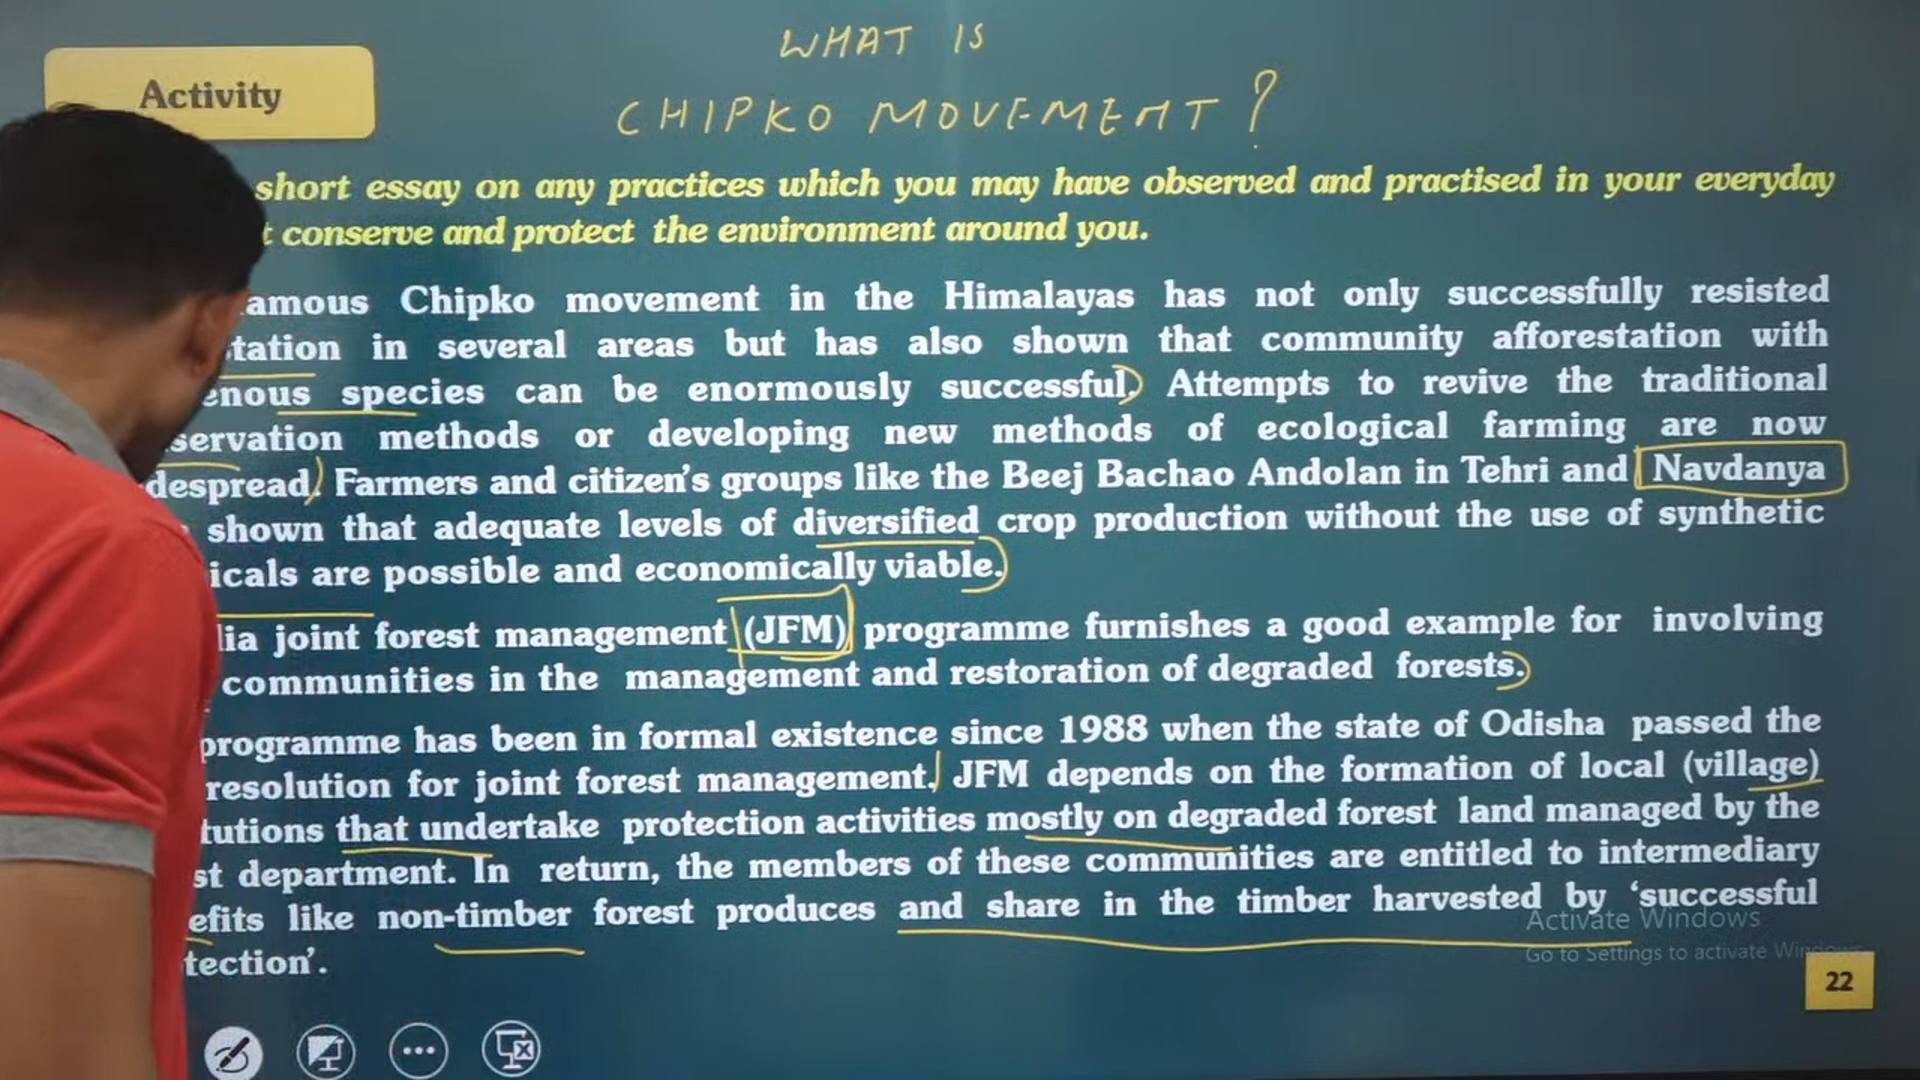 WHAT IS
CHIPKO MOVEMENT?
Activity
short essay on any practices which you may have observed and practised in your everyday
t conserve and protect the environment around you.
amous Chipko movement in the Himalayas has not only successfully resisted
station in several areas but has also shown that community afforestation with
enous species can be enormously successful. Attempts to revive the traditional
servation methods or developing new methods of ecological farming are now
despread. Farmers and citizen's groups like the Beej Bachao Andolan in Tehri and Navdanya
shown that adequate levels of diversified crop production without the use of synthetic
icals are possible and economically viable.
dia joint forest management (JFM) programme furnishes a good example for involving
communities in the management and restoration of degraded forests.
programme has been in formal existence since 1988 when the state of Odisha passed the
resolution for joint forest management. JFM depends on the formation of local (village)
tutions that undertake protection activities mostly on degraded forest land managed by the
st department. In return, the members of these communities are entitled to intermediary
efits like non-timber forest produces and share in the timber harvested by 'successful
tection'.
Activate Windows
Go to Settings to activate Windows.
22